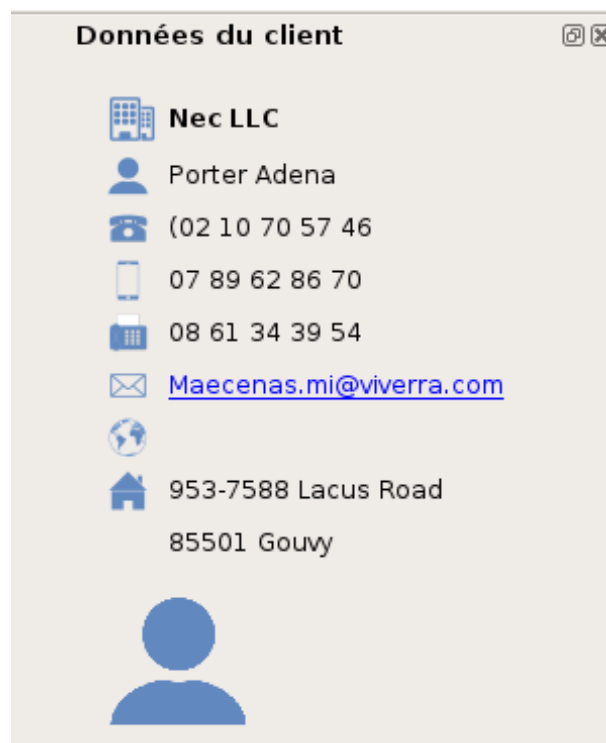 Données du client
Nec LLC
Porter Adena
(02 10 70 57 46
07 89 62 86 70
08 61 34 39 54
Maecenas.mi@viverra.com
953-7588 Lacus Road
85501 Gouvy